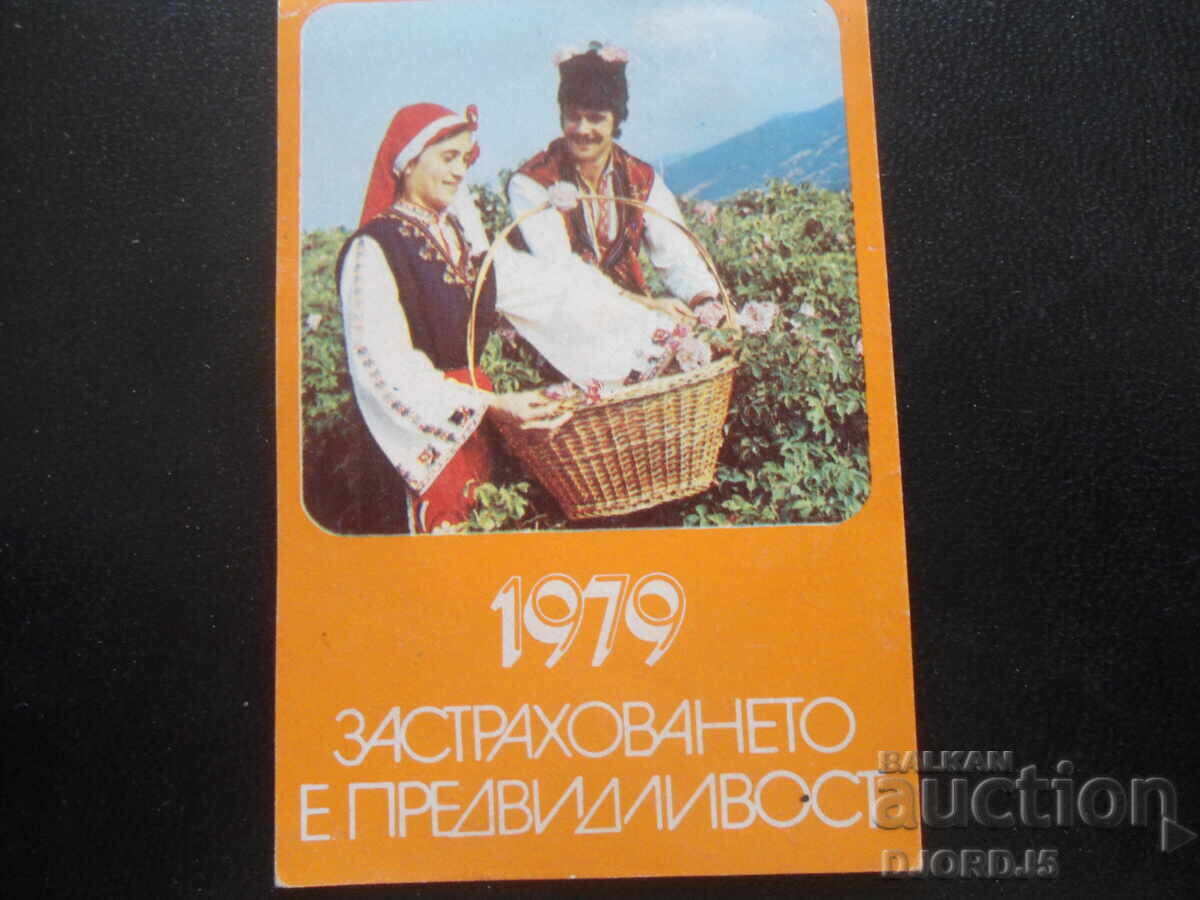 1979
ЗАСТРАХОВАНЕТО
Е ПРЕДВИДЛИВОСТ
BALKAN
auction
DJORDJ5